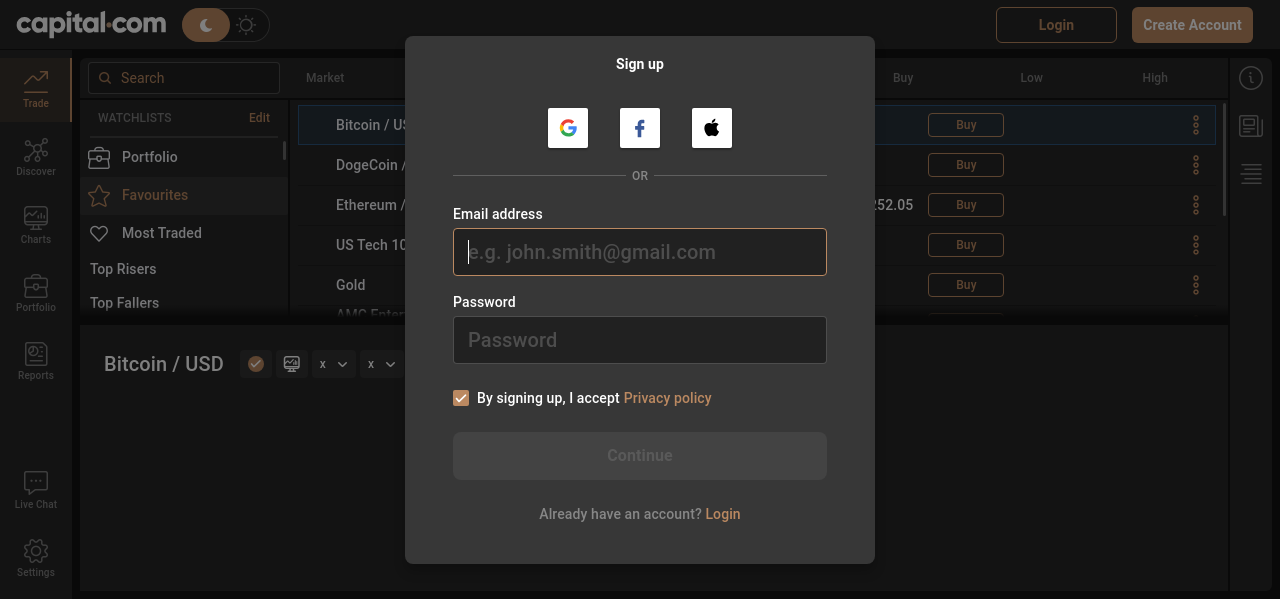 capital.com
Login
Create Account
Trade
Discover
Charts
Portfolio
Reports
Live Chat
Settings
Search
WATCHLISTS
Edit
Portfolio
Favourites
Most Traded
Top Risers
Top Fallers
Market
Buy
Low
High
Bitcoin / US
Buy
DogeCoin /
Buy
Ethereum /
252.05
Buy
US Tech 10
Buy
Gold
Buy
AMC Enter
Bitcoin / USD
x
x
Sign up
OR
Email address
e.g. john.smith@gmail.com
Password
Password
By signing up, I accept Privacy policy
Continue
Already have an account? Login